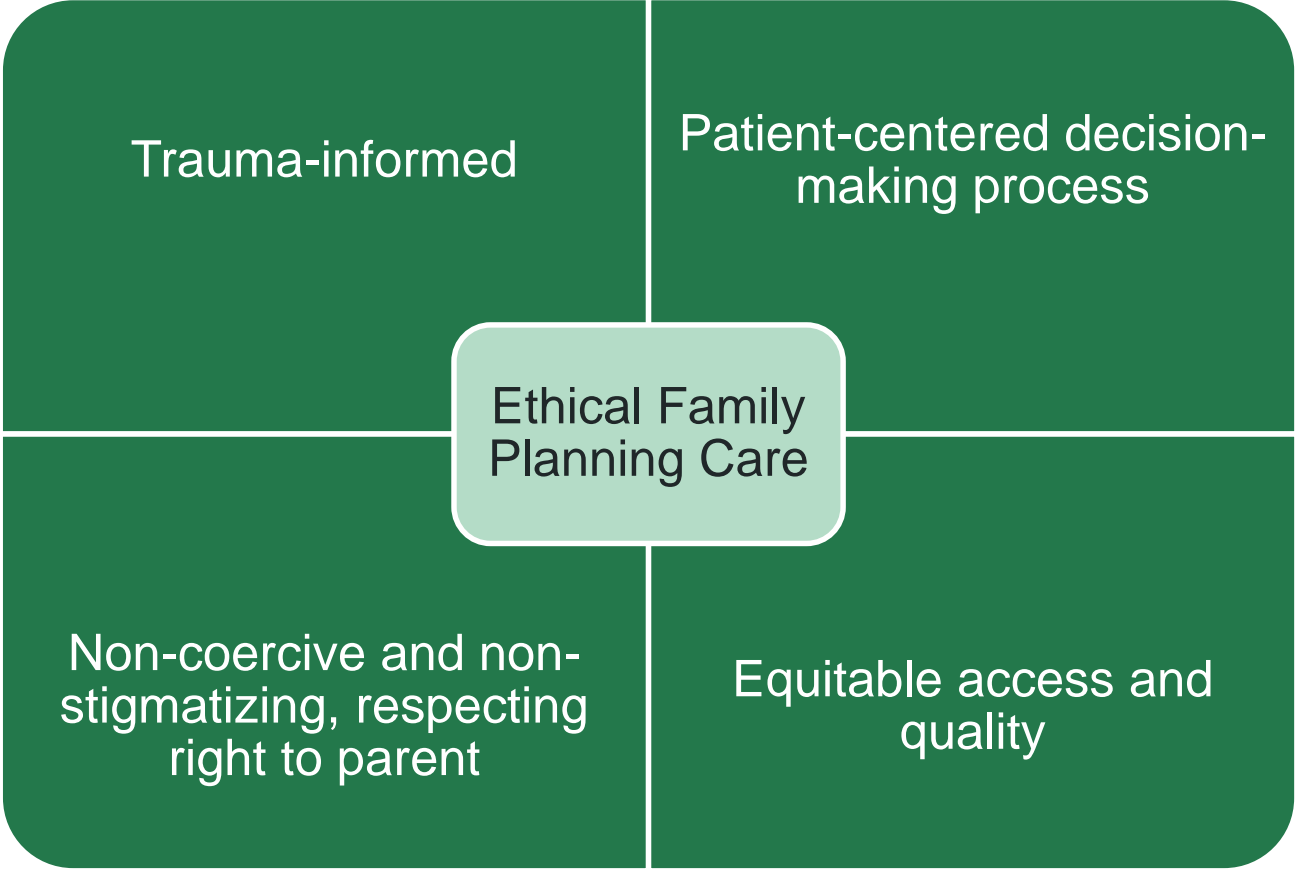 Trauma-informed
Patient-centered decision-
making process
Ethical Family
Planning Care
Non-coercive and non-
stigmatizing, respecting
right to parent
Equitable access and
quality